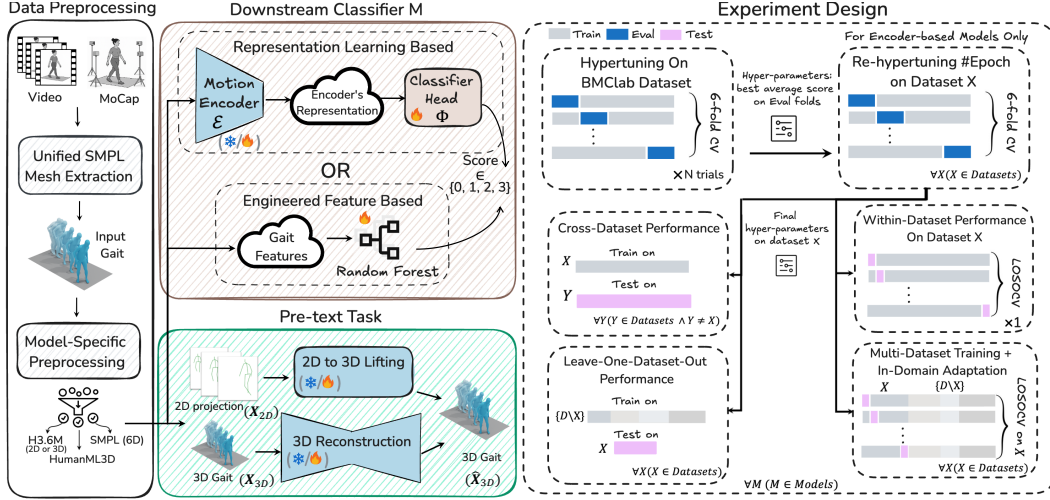 Data Preprocessing
Video
MoCap
Unified SMPL
Mesh Extraction
Input
Gait
Model-Specific
Preprocessing
H3.6M
(2D or 3D)
SMPL (6D)
HumanML3D
Downstream Classifier M
Representation Learning Based
Motion
Encoder
ℰ
(❄/🔥)
Encoder's
Representation
Classifier
Head
Φ
OR
Score
∈
{0, 1, 2, 3}
Engineered Feature Based
Gait
Features
Random Forest
Pre-text Task
2D projection (X₂D)
2D to 3D Lifting
(❄/🔥)
3D Reconstruction
(❄/🔥)
3D Gait (X₃D)
3D Gait
(X̂₃D)
Experiment Design
Train
Eval
Test
Hypertuning On
BMClab Dataset
6-fold CV
×N trials
Hyper-parameters:
best average score
on Eval folds
For Encoder-based Models Only
Re-hypertuning #Epoch
on Dataset X
6-fold CV
∀X(X ∈ Datasets)
Cross-Dataset Performance
X
Train on
Y
Test on
∀Y(Y ∈ Datasets ∧ Y ≠ X)
Final
hyper-parameters
on dataset X
Within-Dataset Performance
On Dataset X
LOSOCV
×1
Leave-One-Dataset-Out
Performance
Train on
{D\X}
Test on
X
∀X(X ∈ Datasets)
Multi-Dataset Training +
In-Domain Adaptation
X
{D\X}
LOSOCV on X
∀X(X ∈ Datasets)
∀M (M ∈ Models)